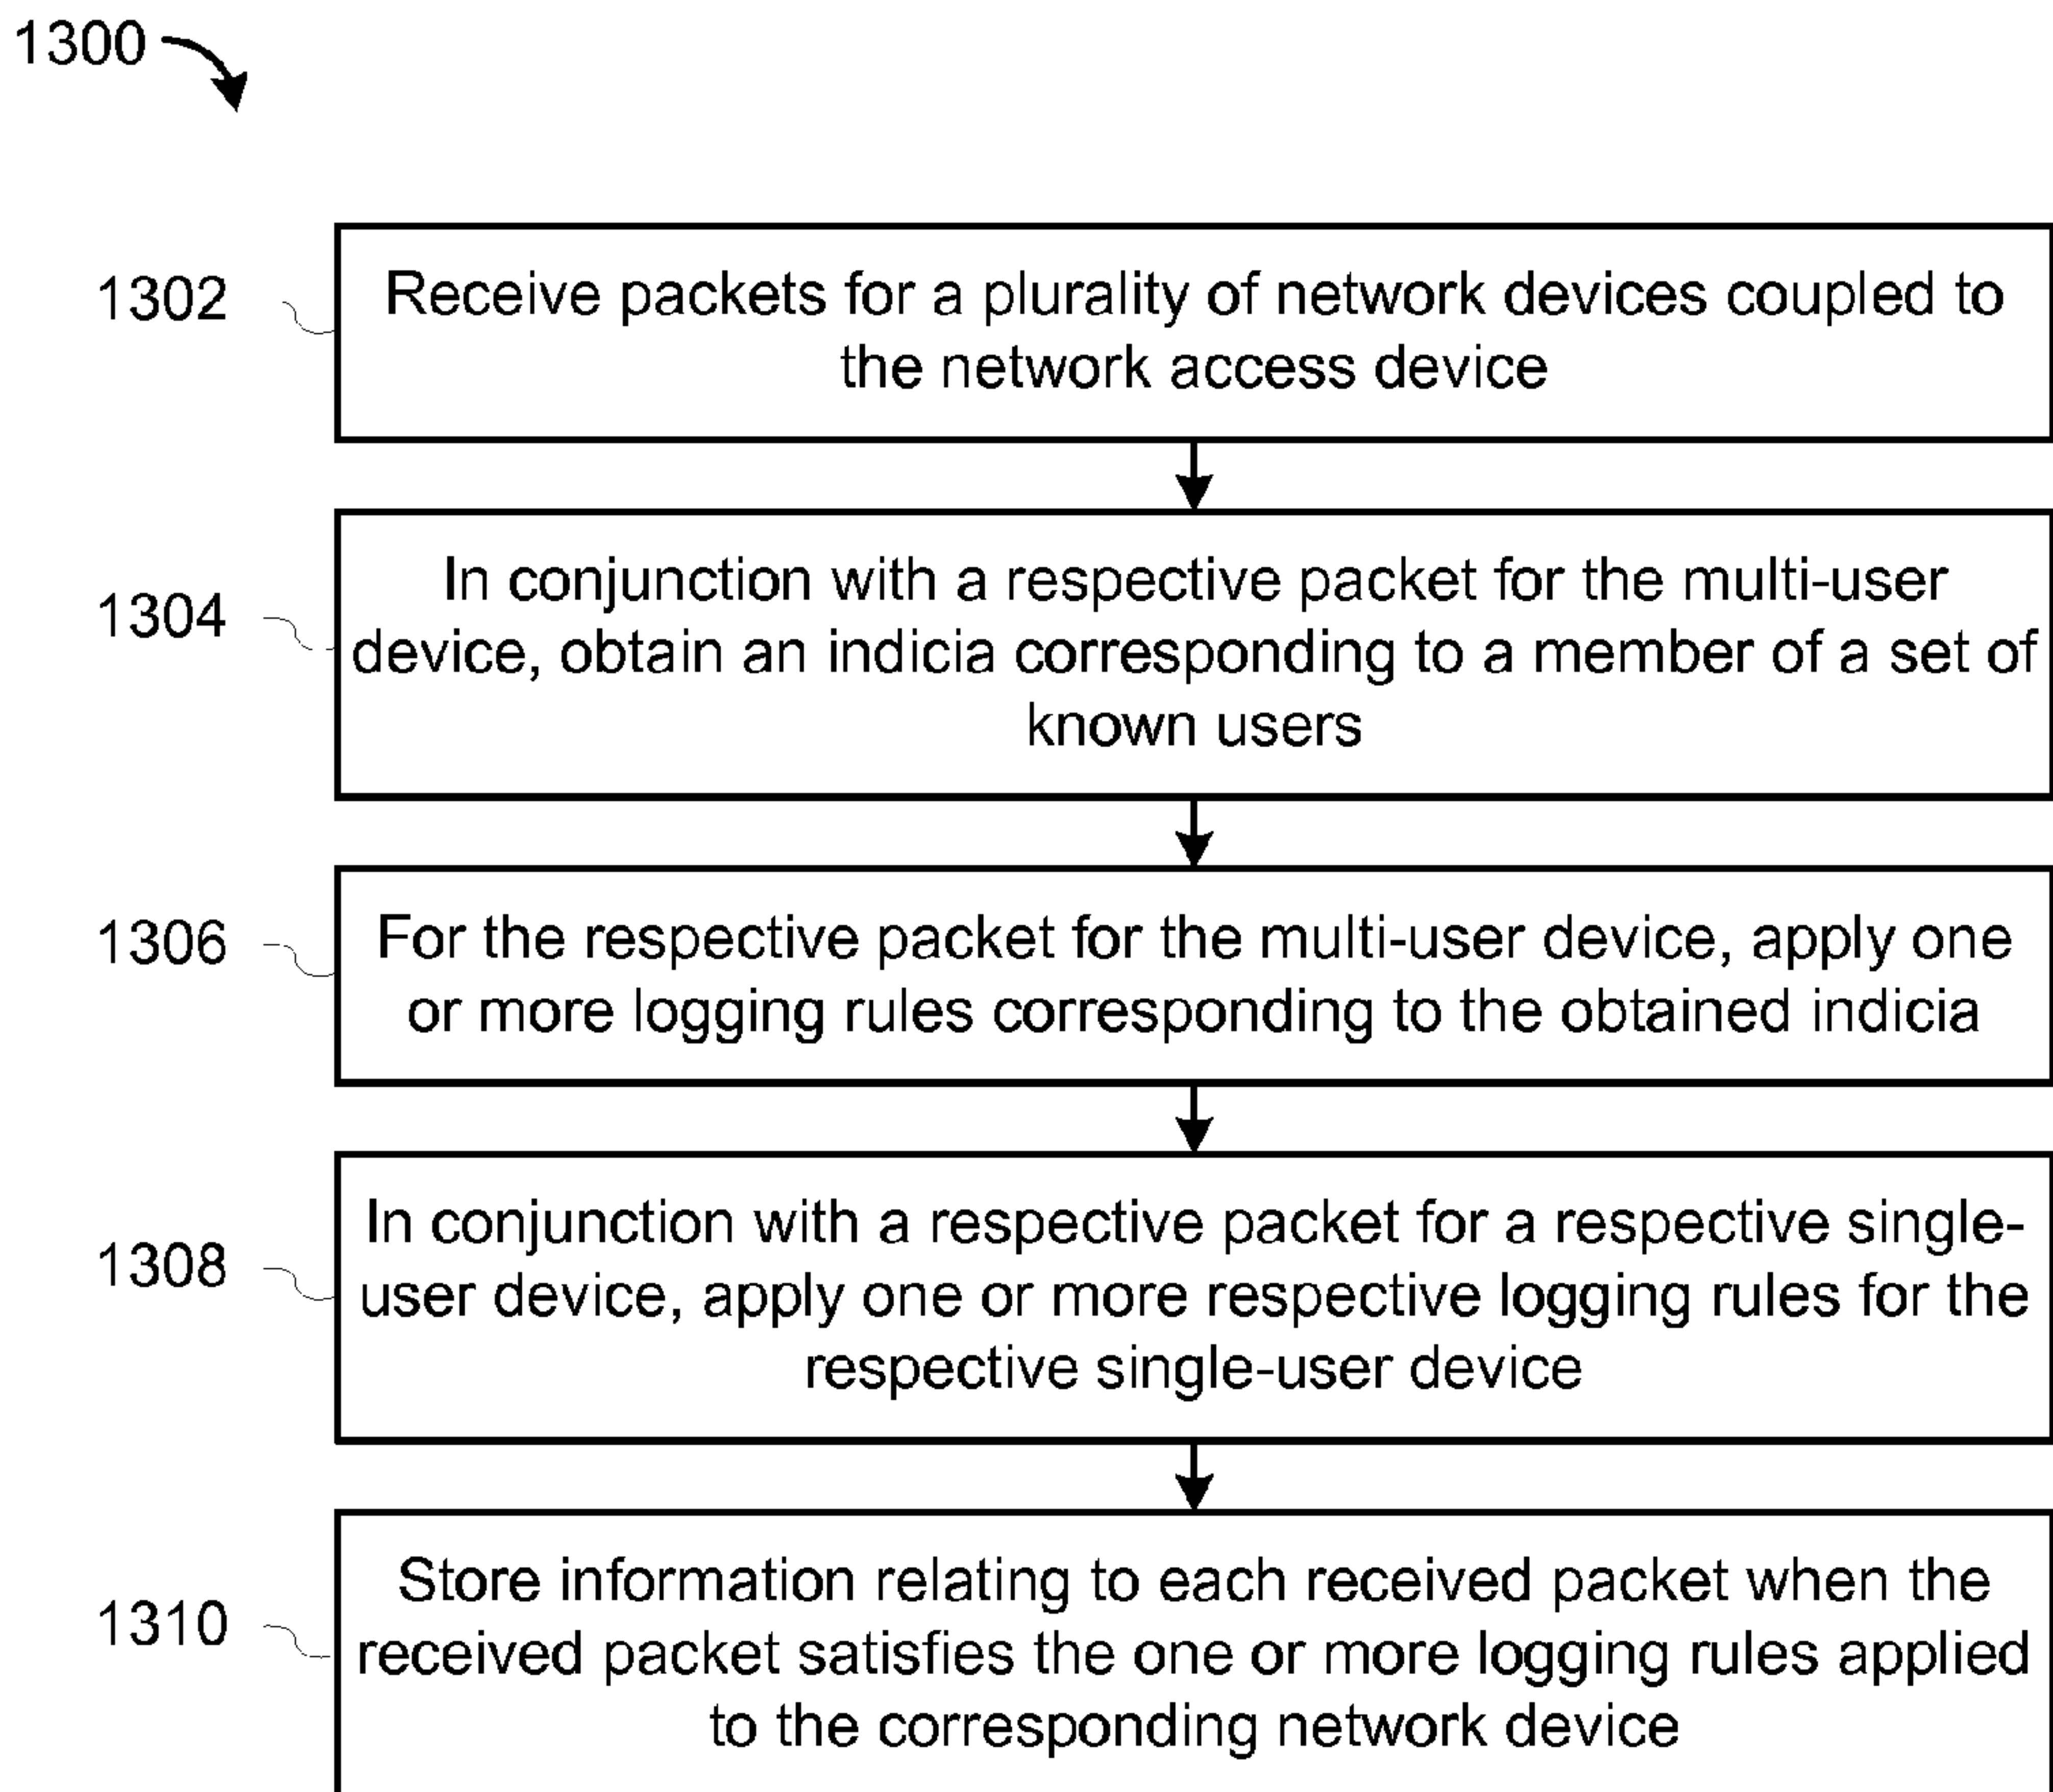 1300
1302
Receive packets for a plurality of network devices coupled to
the network access device
1304
In conjunction with a respective packet for the multi-user
device, obtain an indicia corresponding to a member of a set of
known users
1306
For the respective packet for the multi-user device, apply one
or more logging rules corresponding to the obtained indicia
1308
In conjunction with a respective packet for a respective single-
user device, apply one or more respective logging rules for the
respective single-user device
1310
Store information relating to each received packet when the
received packet satisfies the one or more logging rules applied
to the corresponding network device